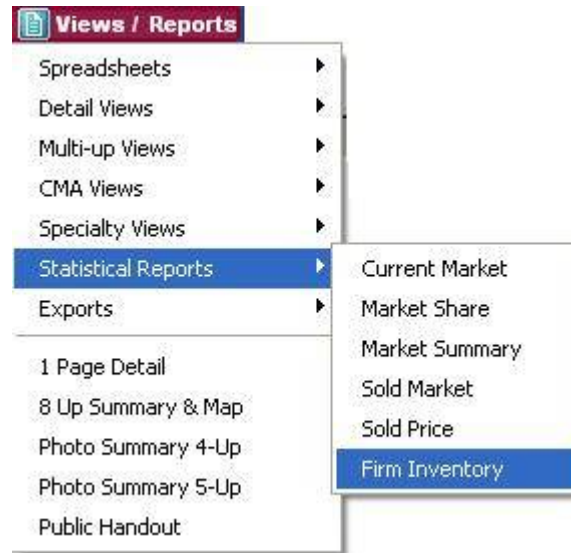 Views / Reports
Spreadsheets
Detail Views
Multi-up Views
CMA Views
Specialty Views
Statistical Reports
Exports
1 Page Detail
8 Up Summary & Map
Photo Summary 4-Up
Photo Summary 5-Up
Public Handout
Current Market
Market Share
Market Summary
Sold Market
Sold Price
Firm Inventory